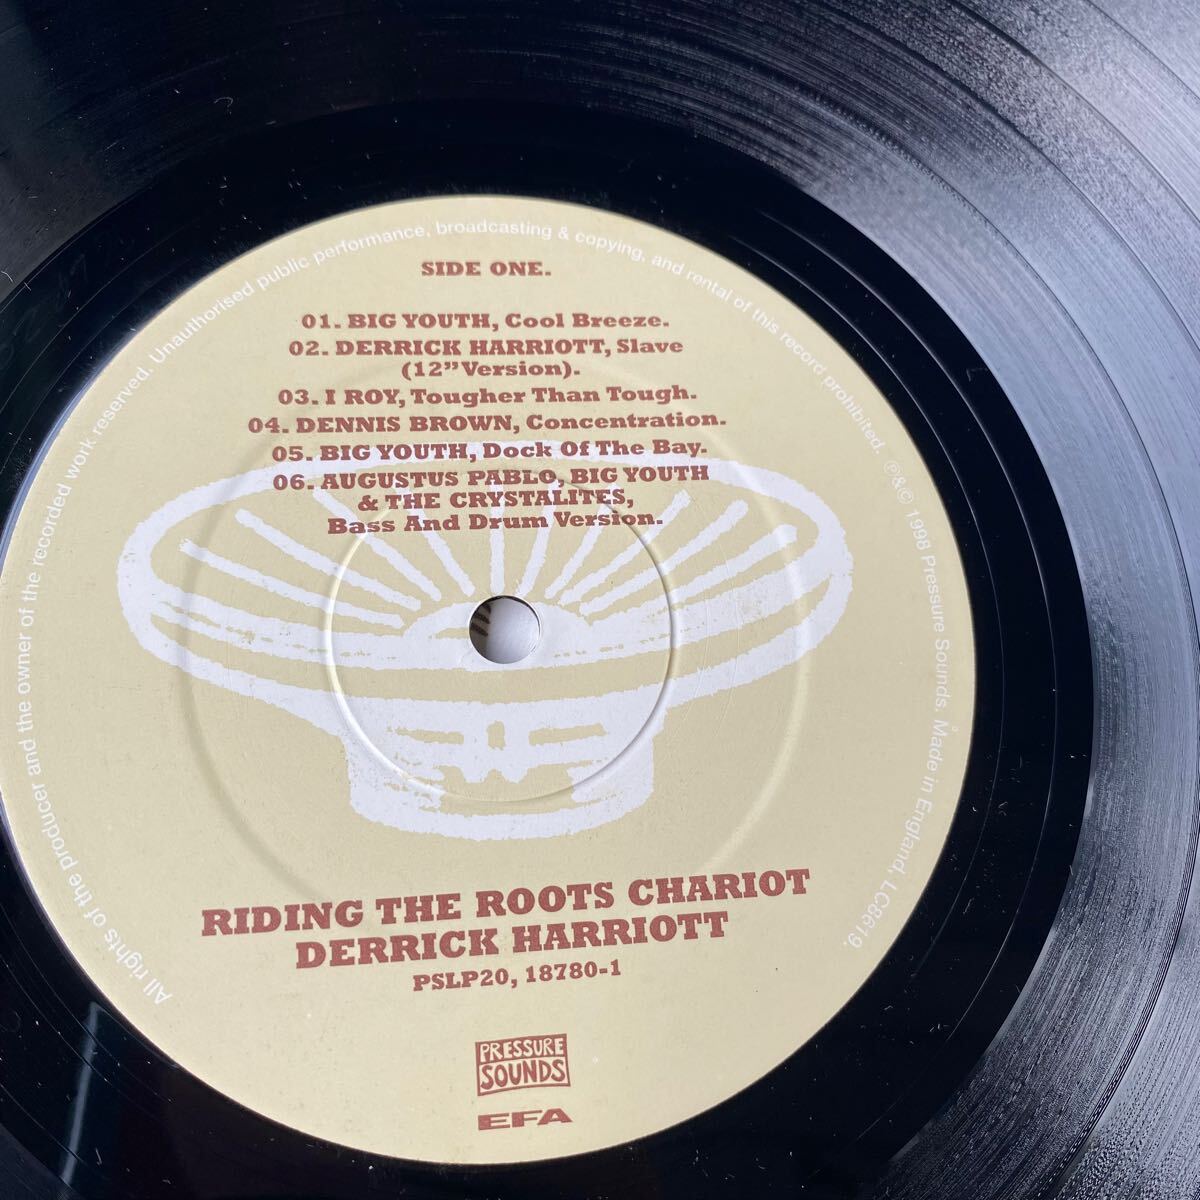 All rights of the producer and the owner of the recorded work reserved. Unauthorised public performance, broadcasting & copying, and rental of this record prohibited. ℗&© 1998 Pressure Sounds. Made in England. LC8619.
SIDE ONE.
01. BIG YOUTH, Cool Breeze.
02. DERRICK HARRIOTT, Slave
(12” Version).
03. I ROY, Tougher Than Tough.
04. DENNIS BROWN, Concentration.
05. BIG YOUTH, Dock Of The Bay.
06. AUGUSTUS PABLO, BIG YOUTH
& THE CRYSTALITES,
Bass And Drum Version.
RIDING THE ROOTS CHARIOT
DERRICK HARRIOTT
PSLP20, 18780-1
PRESSURE
SOUNDS
EFA